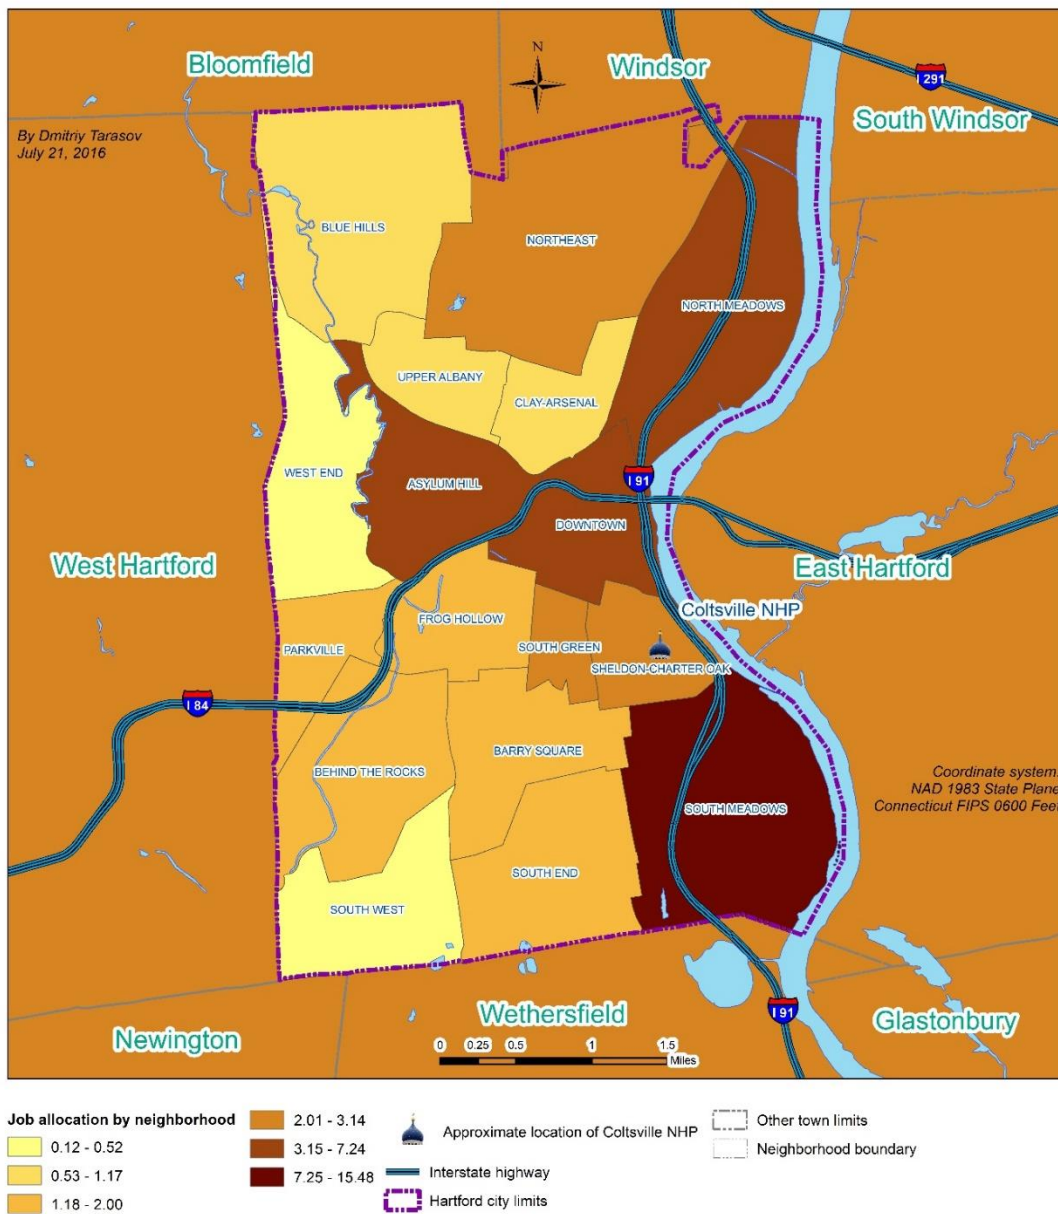 Bloomfield
N
Windsor
I 291
South Windsor
By Dmitriy Tarasov
July 21, 2016
BLUE HILLS
NORTHEAST
NORTH MEADOWS
UPPER ALBANY
CLAY-ARSENAL
WEST END
ASYLUM HILL
I 91
DOWNTOWN
West Hartford
East Hartford
Coltsville NHP
FROG HOLLOW
PARKVILLE
SOUTH GREEN
SHELDON-CHARTER OAK
I 84
BARRY SQUARE
BEHIND THE ROCKS
SOUTH MEADOWS
Coordinate system:
NAD 1983 State Plane
Connecticut FIPS 0600 Feet
SOUTH END
SOUTH WEST
Newington
Wethersfield
I 91
Glastonbury
0 0.25 0.5 1 1.5
Miles
Job allocation by neighborhood
0.12 - 0.52
0.53 - 1.17
1.18 - 2.00
2.01 - 3.14
3.15 - 7.24
7.25 - 15.48
Approximate location of Coltsville NHP
Interstate highway
Hartford city limits
Other town limits
Neighborhood boundary